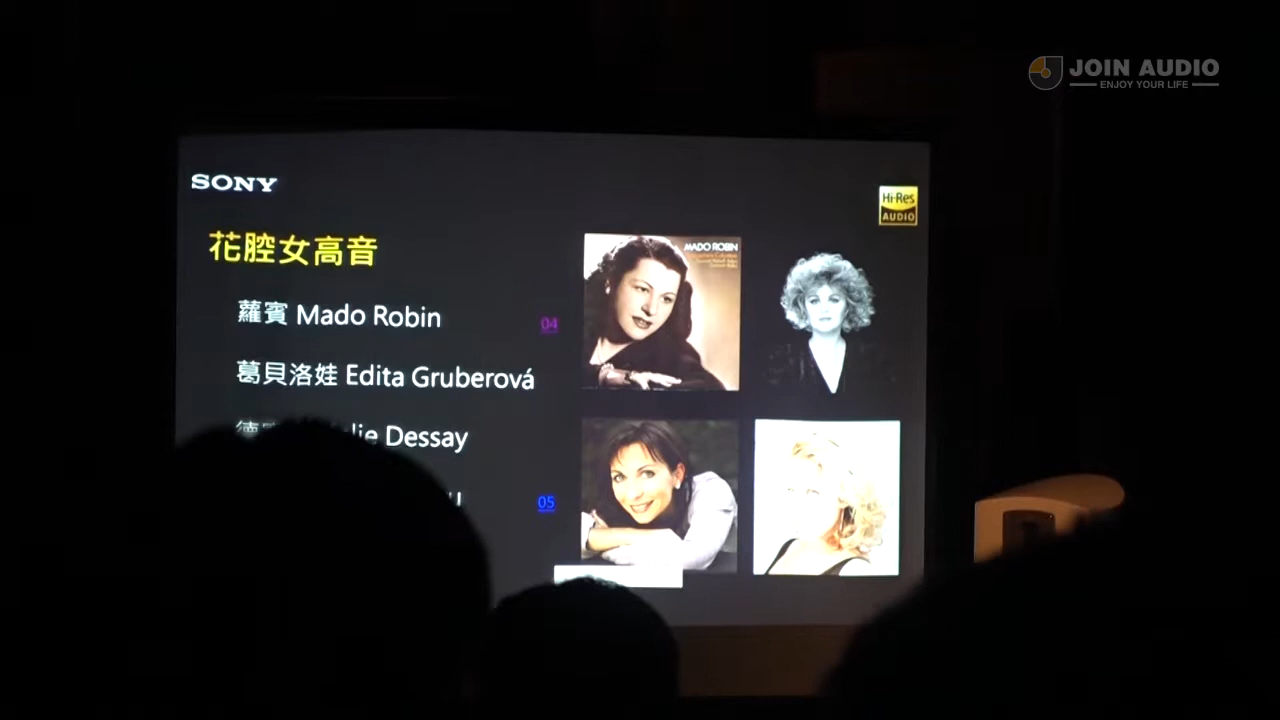 JOIN AUDIO
ENJOY YOUR LIFE
SONY
Hi-Res
AUDIO
花腔女高音
MADO ROBIN
蘿賓 Mado Robin
04
葛貝洛娃 Edita Gruberová
Dessay
05